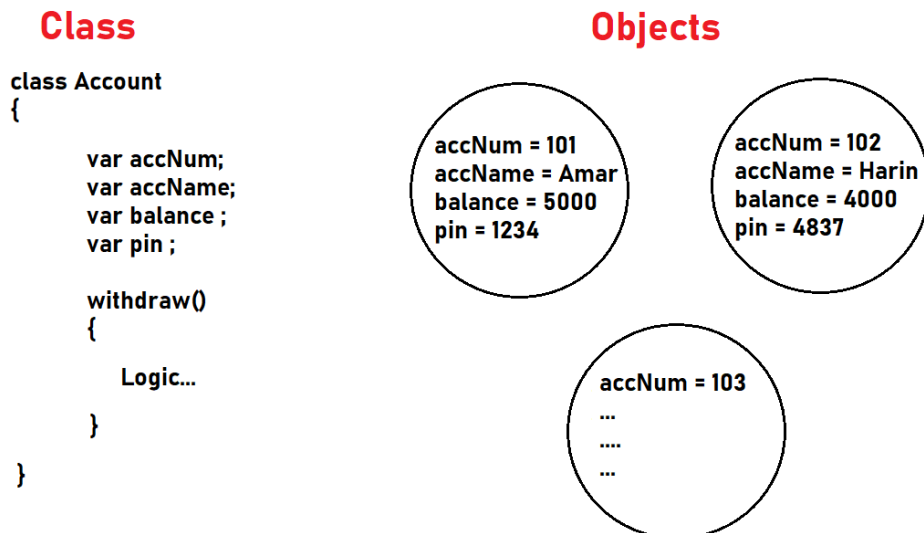 Class
class Account
{
var accNum;
var accName;
var balance ;
var pin ;
withdraw()
{
Logic...
}
}
Objects
accNum = 101
accName = Amar
balance = 5000
pin = 1234
accNum = 102
accName = Harin
balance = 4000
pin = 4837
accNum = 103
...
....
...